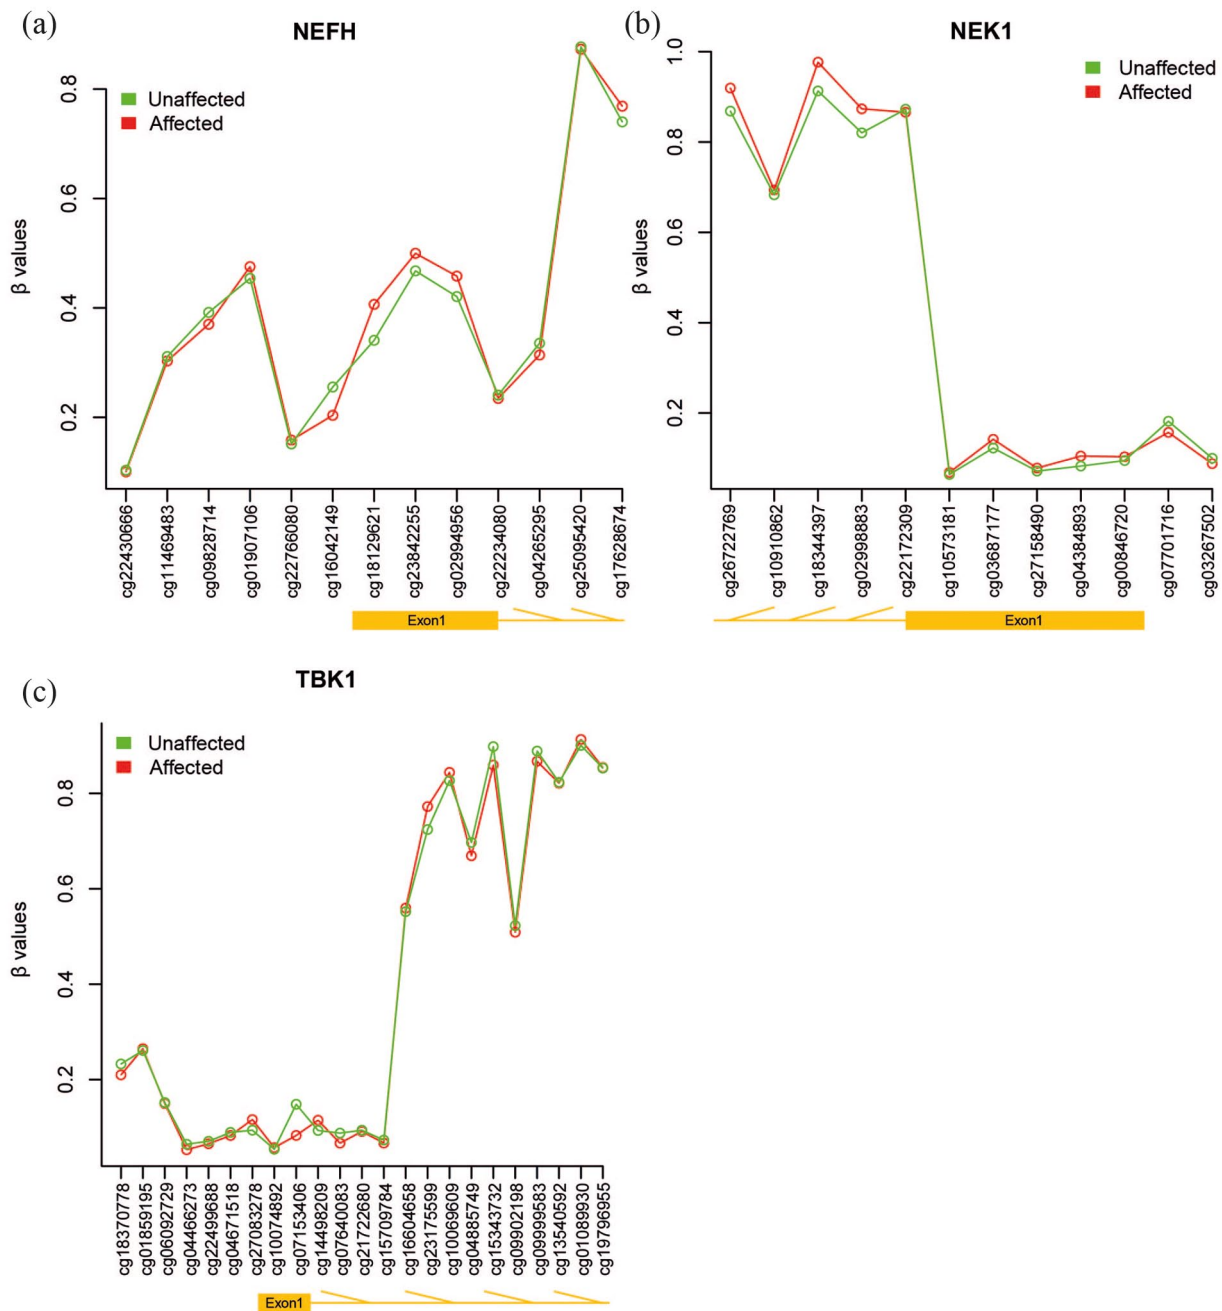 (a)
NEFH
Unaffected
Affected
β values
0.8
0.6
0.4
0.2
cg22430666
cg11469483
cg09828714
cg01907106
cg22766080
cg16042149
cg18129621
cg23842255
cg02994956
cg22234080
cg04265295
cg25095420
cg17628674
Exon1
(b)
NEK1
Unaffected
Affected
β values
1.0
0.8
0.6
0.4
0.2
cg26722769
cg10910862
cg18344397
cg02998883
cg22172309
cg10573181
cg03687177
cg27158490
cg04384893
cg00846720
cg07701716
cg03267502
Exon1
(c)
TBK1
Unaffected
Affected
β values
0.8
0.6
0.4
0.2
cg18370778
cg01859195
cg06092729
cg04466273
cg22499688
cg04671518
cg27083278
cg10074892
cg07153406
cg14498209
cg07640083
cg21722680
cg15709784
cg16604658
cg23175599
cg10069609
cg04885749
cg15343732
cg09902198
cg09999583
cg13540592
cg01089930
cg19796955
Exon1